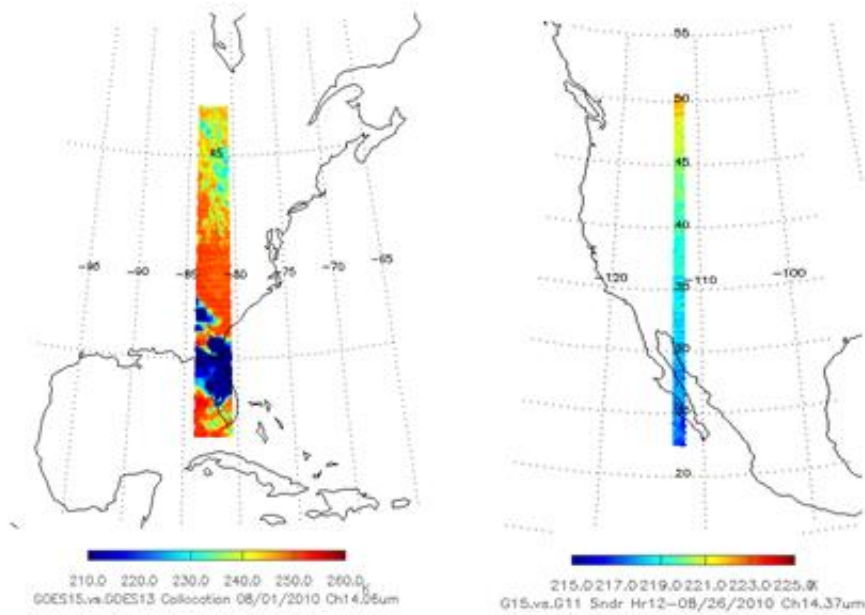 55
50
45
45
40
-95 -90 -85 -80 -75 -70 -65
-120 35 -110 -100
30
25
20
210.0 220.0 230.0 240.0 250.0 260.0 K
GOES15.vs.GOES13 Collocation 08/01/2010 Ch14.06um
215.0 217.0 219.0 221.0 223.0 225.0 K
G15.vs.G11 Sndr Hr12-08/26/2010 Ch14.37um